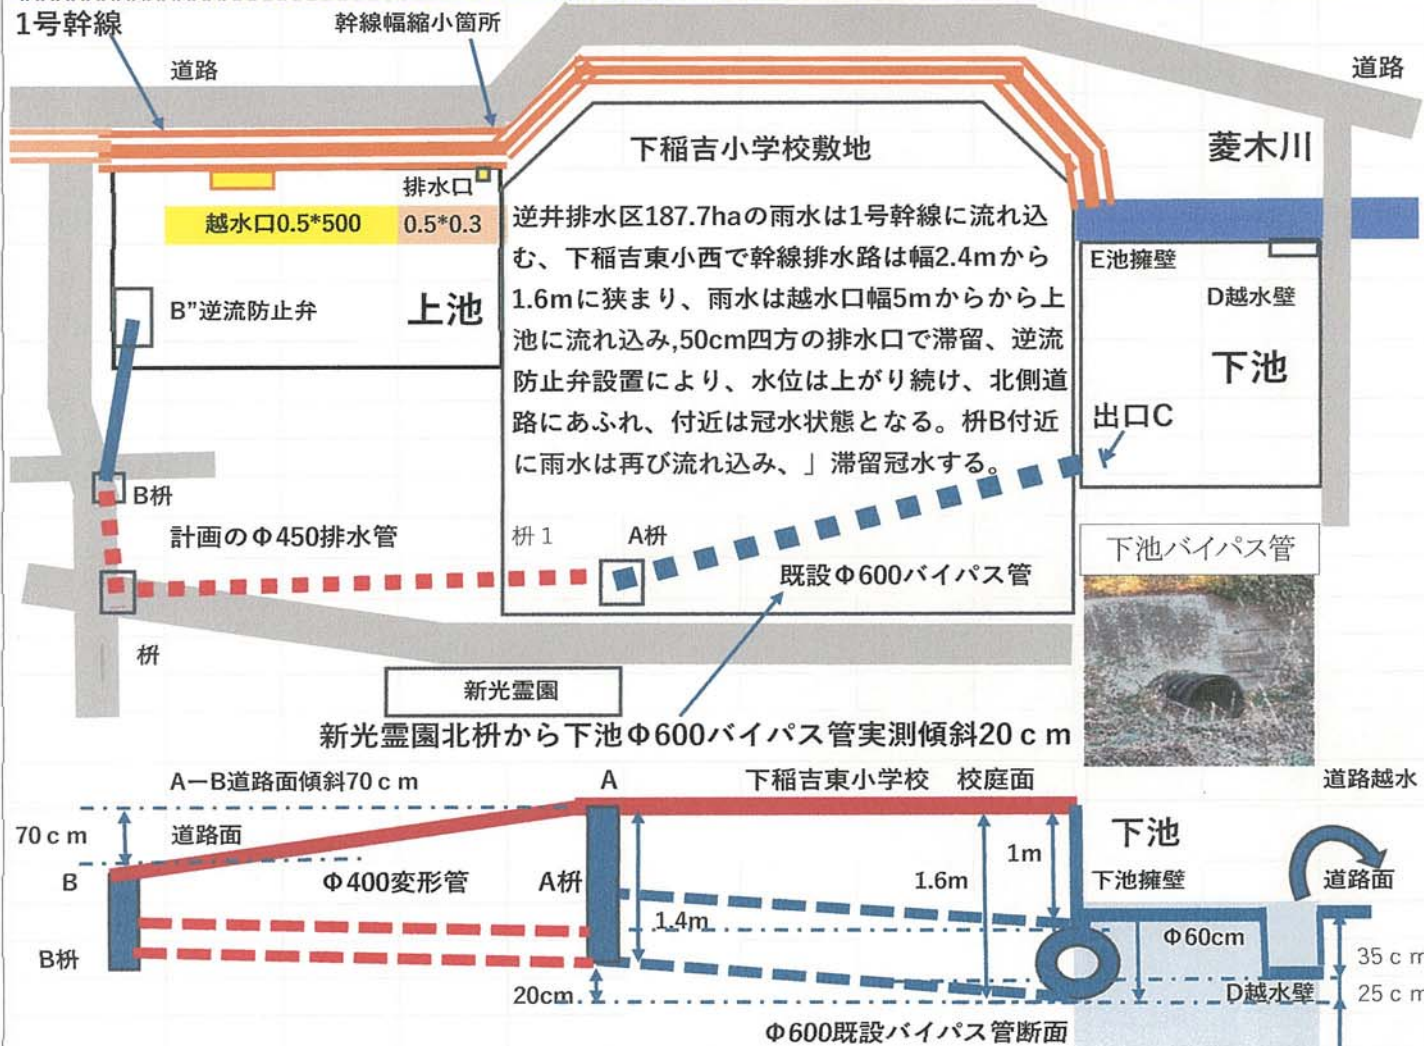 1号幹線
幹線幅縮小箇所
道路
道路
下稲吉小学校敷地
菱木川
排水口
越水口0.5*500
0.5*0.3
逆井排水区187.7haの雨水は1号幹線に流れ込
む、下稲吉東小西で幹線排水路は幅2.4mから
1.6mに狭まり、雨水は越水口幅5mからから上
池に流れ込み,50cm四方の排水口で滞留、逆流
防止弁設置により、水位は上がり続け、北側道
路にあふれ、付近は冠水状態となる。枡B付近
に雨水は再び流れ込み、」滞留冠水する。
E池擁壁
D越水壁
B”逆流防止弁
上池
下池
出口C
B枡
計画のΦ450排水管
枡1
A枡
既設Φ600バイパス管
下池バイパス管
枡
新光霊園
新光霊園北枡から下池Φ600バイパス管実測傾斜20ｃｍ
AーB道路面傾斜70ｃｍ
A
下稲吉東小学校　校庭面
道路越水
70ｃｍ
道路面
下池
1m
B
Φ400変形管
A枡
1.6m
下池擁壁
道路面
1.4m
Φ60cm
B枡
35ｃｍ
20cm
D越水壁
25ｃｍ
Φ600既設バイパス管断面